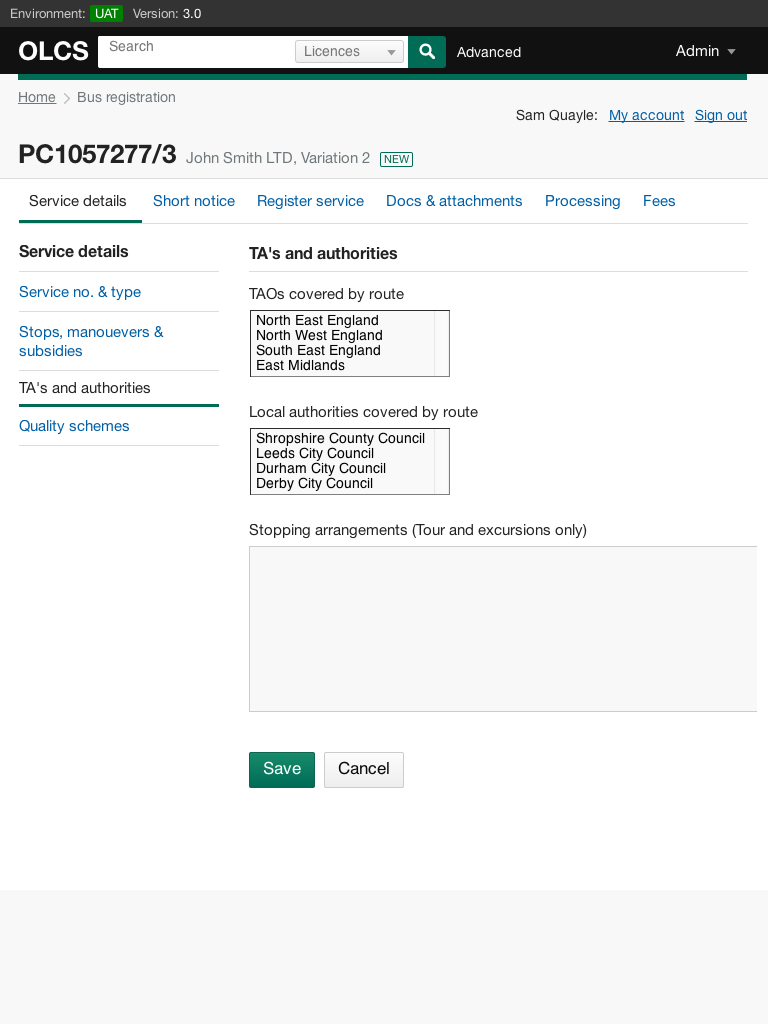 Environment: UAT Version: 3.0
OLCS Search Licences Advanced Admin
Home Bus registration
Sam Quayle: My account Sign out
PC1057277/3 John Smith LTD, Variation 2 NEW
Service details Short notice Register service Docs & attachments Processing Fees
Service details
Service no. & type
Stops, manouevers &
subsidies
TA's and authorities
Quality schemes
TA's and authorities
TAOs covered by route
North East England
North West England
South East England
East Midlands
Local authorities covered by route
Shropshire County Council
Leeds City Council
Durham City Council
Derby City Council
Stopping arrangements (Tour and excursions only)
Save Cancel